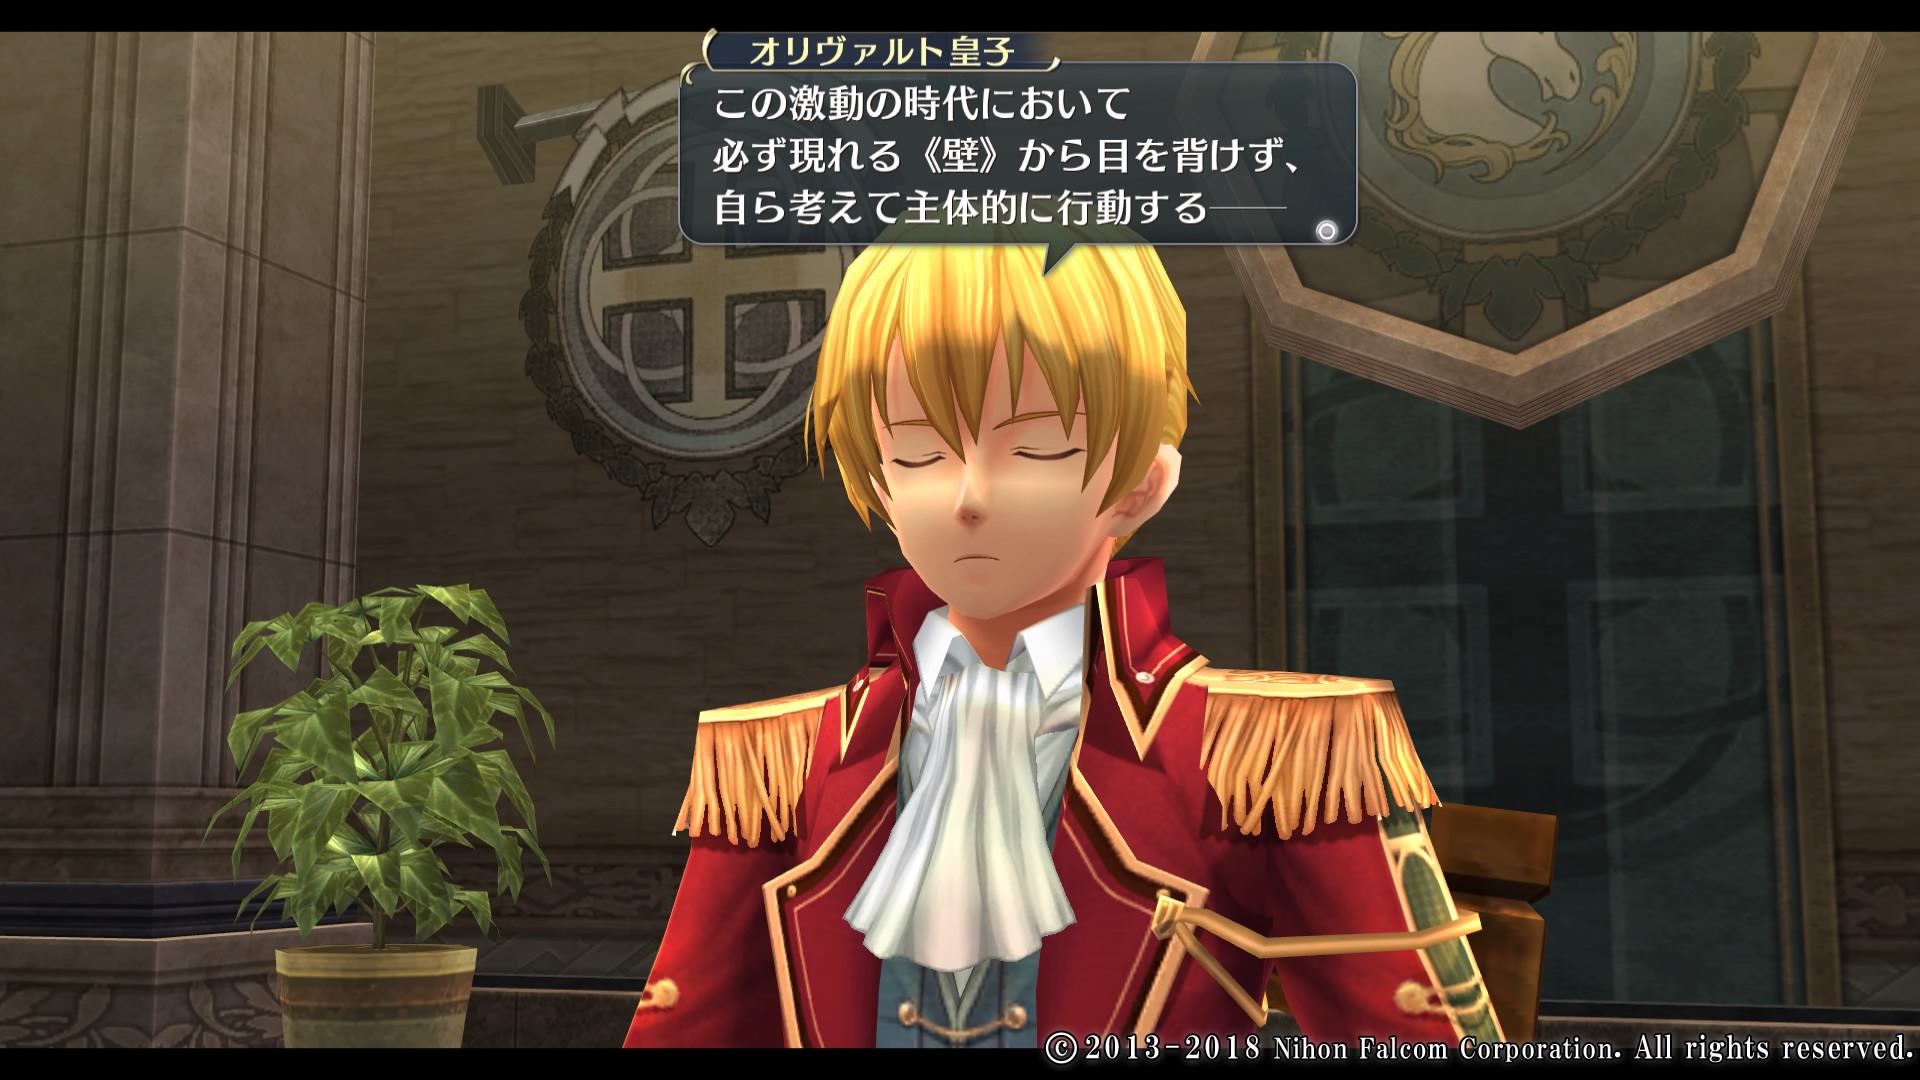 オリヴァルト皇子
この激動の時代において
必ず現れる《壁》から目を背けず、
自ら考えて主体的に行動する――
©2013-2018 Nihon Falcom Corporation. All rights reserved.